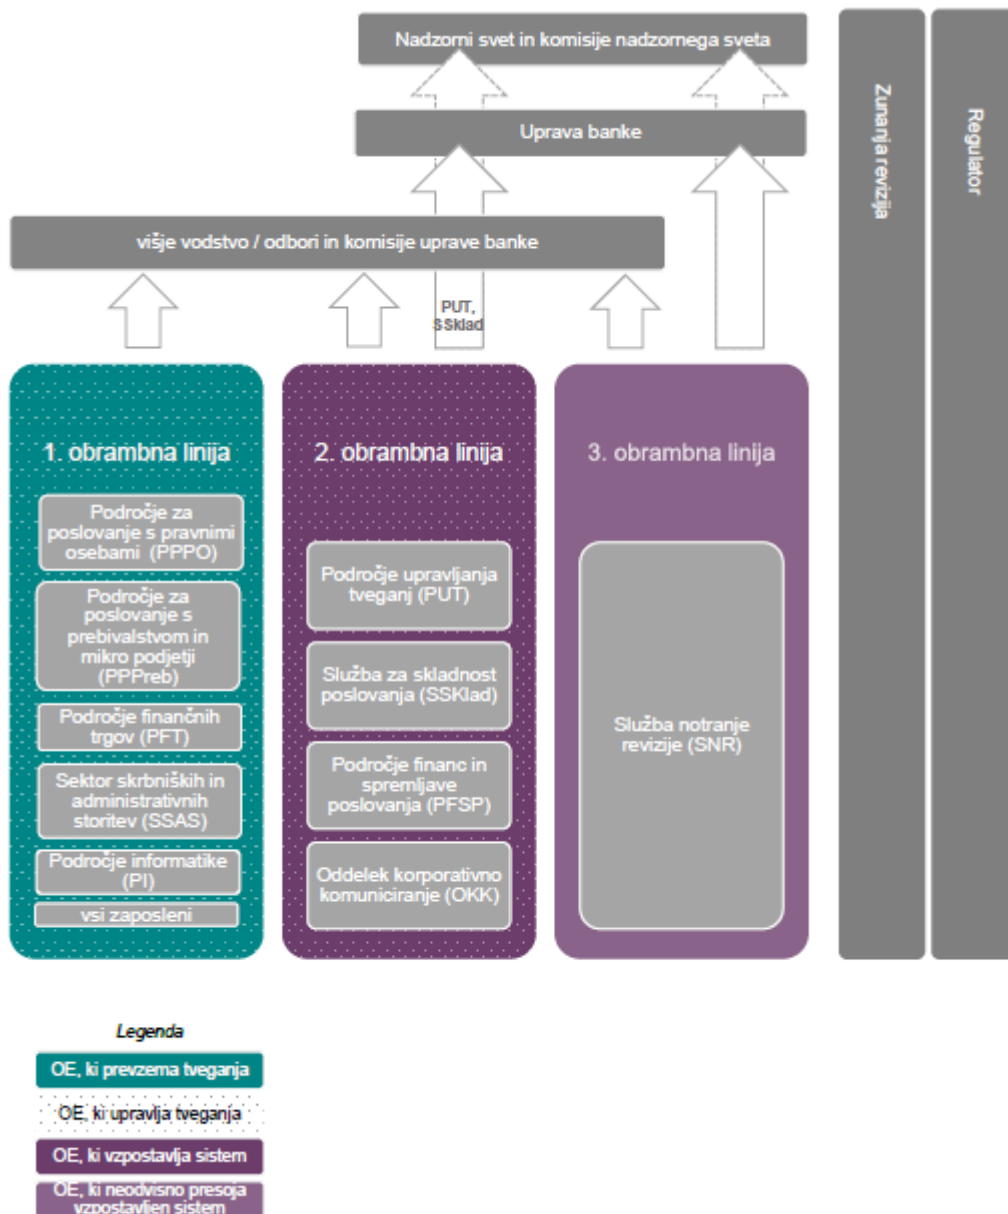 Nadzorni svet in komisije nadzornega sveta
Uprava banke
višje vodstvo / odbori in komisije uprave banke
PUT,
SSklad
Zunanja revizija
Regulator
1. obrambna linija
Področje za
poslovanje s pravnimi
osebami (PPPO)
Področje za
poslovanje s
prebivalstvom in
mikro podjetji
(PPPreb)
Področje finančnih
trgov (PFT)
Sektor skrbniških in
administrativnih
storitev (SSAS)
Področje informatike
(PI)
vsi zaposleni
2. obrambna linija
Področje upravljanja
tveganj (PUT)
Služba za skladnost
poslovanja (SSKlad)
Področje financ in
spremljave
poslovanja (PFSP)
Oddelek korporativno
komuniciranje (OKK)
3. obrambna linija
Služba notranje
revizije (SNR)
Legenda
OE, ki prevzema tveganja
OE, ki upravlja tveganja
OE, ki vzpostavlja sistem
OE, ki neodvisno presoja
vzpostavljen sistem